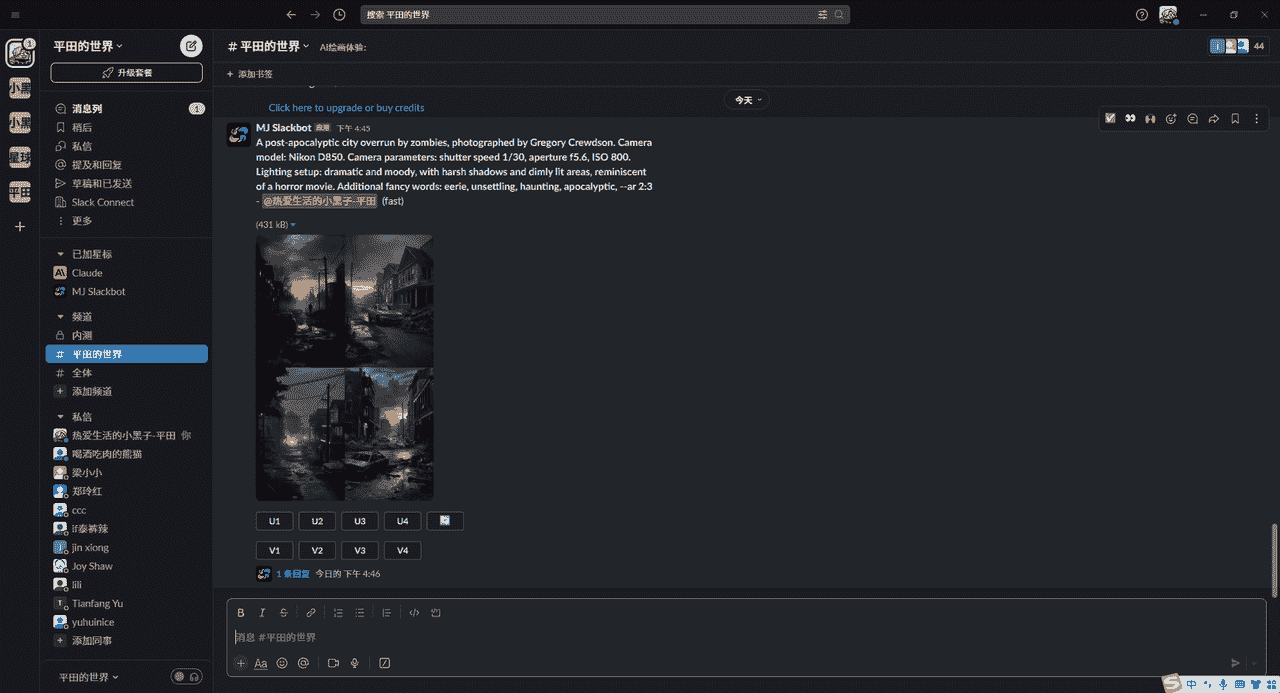 搜索 平田的世界
1
平田的世界
升级套餐
消息列
1
稍后
私信
提及和回复
草稿和已发送
Slack Connect
更多
已加星标
Claude
MJ Slackbot
频道
内测
# 平田的世界
# 全体
+ 添加频道
私信
热爱生活的小黑子-平田 你
喝酒吃肉的熊猫
梁小小
郑玲红
ccc
if泰裤辣
jin xiong
Joy Shaw
lili
T Tianfang Yu
yuhuinice
+ 添加同事
平田的世界
# 平田的世界 AI绘画体验:
44
+ 添加书签
Click here to upgrade or buy credits
今天
MJ Slackbot 应用 下午 4:45
A post-apocalyptic city overrun by zombies, photographed by Gregory Crewdson. Camera
model: Nikon D850. Camera parameters: shutter speed 1/30, aperture f5.6, ISO 800.
Lighting setup: dramatic and moody, with harsh shadows and dimly lit areas, reminiscent
of a horror movie. Additional fancy words: eerie, unsettling, haunting, apocalyptic, --ar 2:3
- @热爱生活的小黑子-平田 (fast)
(431 kB)
U1 U2 U3 U4
V1 V2 V3 V4
1 条回复 今日的 下午 4:46
B I S
消息 #平田的世界
+ Aa @
S 中